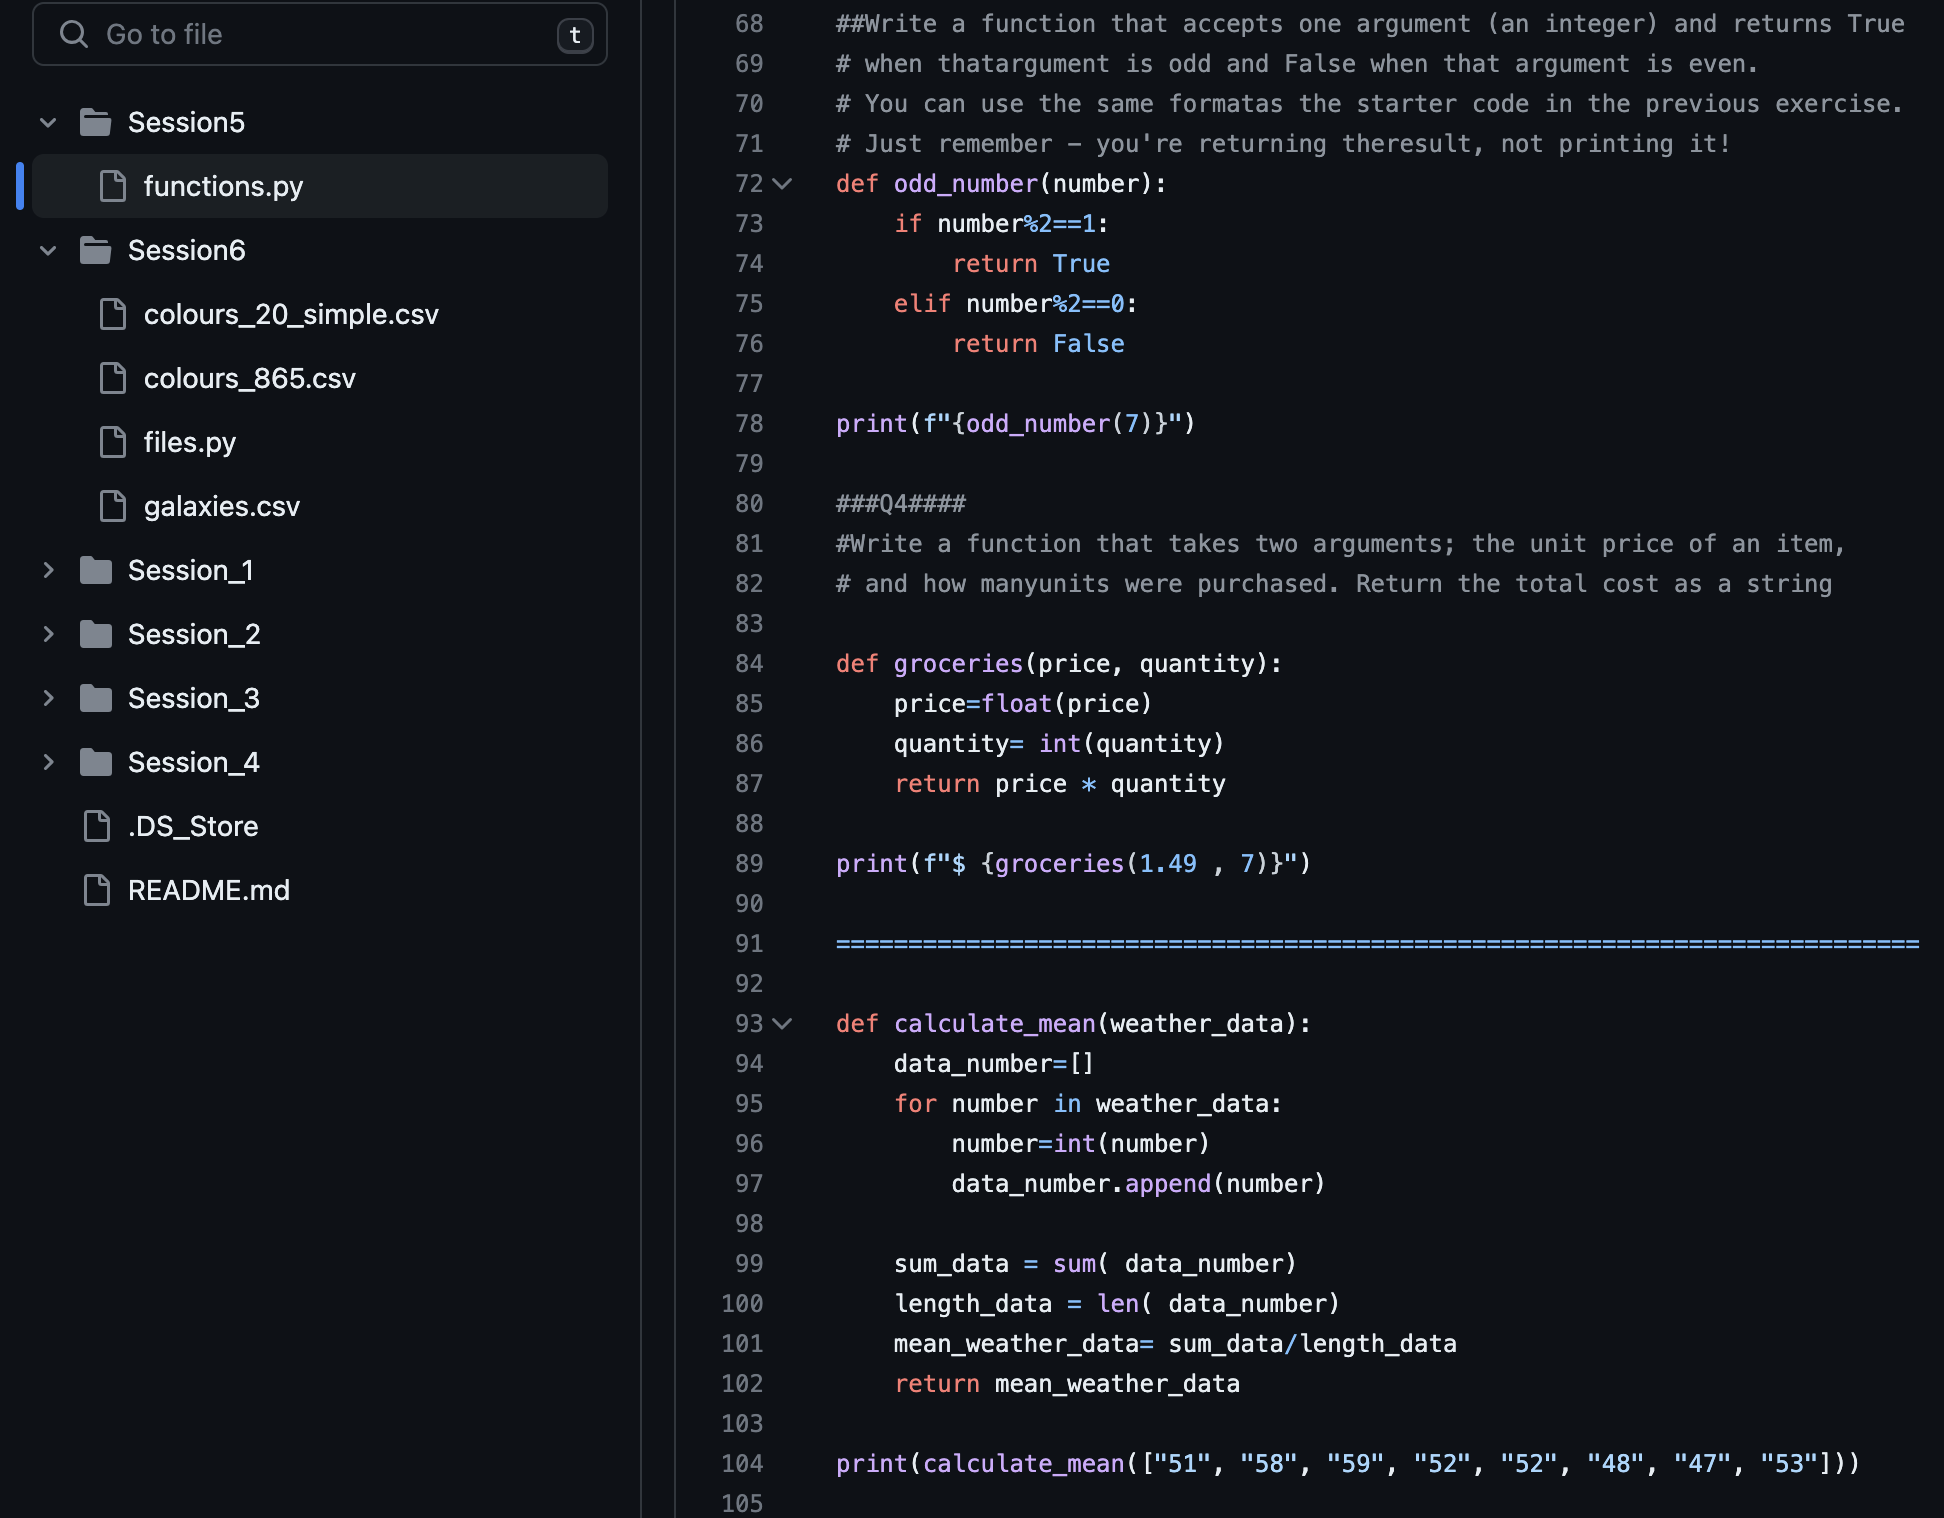 Go to file
t
Session5
functions.py
Session6
colours_20_simple.csv
colours_865.csv
files.py
galaxies.csv
Session_1
Session_2
Session_3
Session_4
.DS_Store
README.md
68 ##Write a function that accepts one argument (an integer) and returns True
69 # when thatargument is odd and False when that argument is even.
70 # You can use the same formatas the starter code in the previous exercise.
71 # Just remember – you're returning theresult, not printing it!
72 def odd_number(number):
73     if number%2==1:
74         return True
75     elif number%2==0:
76         return False
77
78 print(f"{odd_number(7)}")
79
80 ###Q4####
81 #Write a function that takes two arguments; the unit price of an item,
82 # and how manyunits were purchased. Return the total cost as a string
83
84 def groceries(price, quantity):
85     price=float(price)
86     quantity= int(quantity)
87     return price * quantity
88
89 print(f"$ {groceries(1.49 , 7)}")
90
91 ===========================================================================
92
93 def calculate_mean(weather_data):
94     data_number=[]
95     for number in weather_data:
96         number=int(number)
97         data_number.append(number)
98
99     sum_data = sum( data_number)
100     length_data = len( data_number)
101     mean_weather_data= sum_data/length_data
102     return mean_weather_data
103
104 print(calculate_mean(["51", "58", "59", "52", "52", "48", "47", "53"]))
105